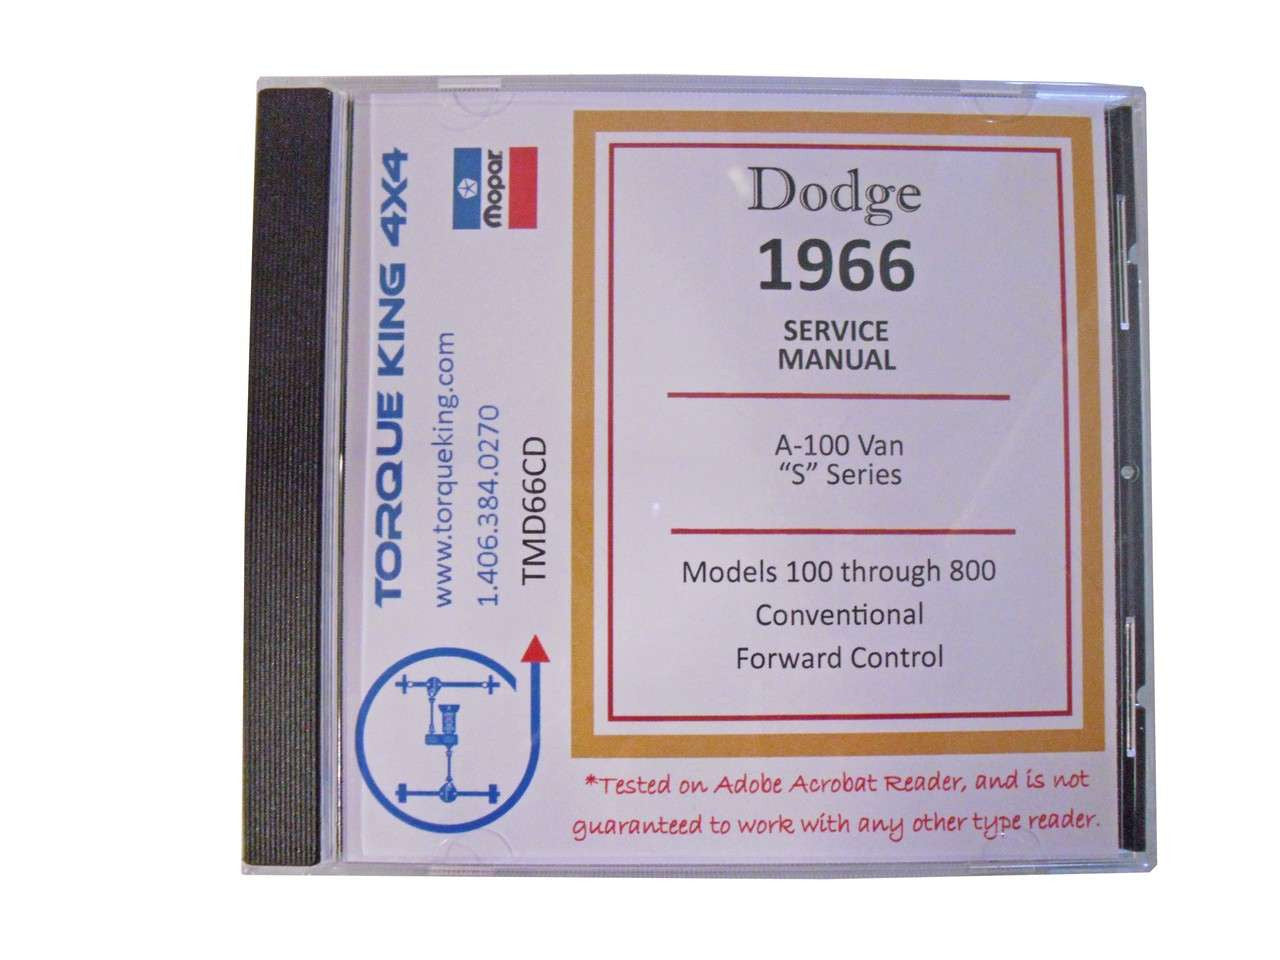 TORQUE KING 4X4
www.torqueking.com
1.406.384.0270
TMD66CD
Mopar
Dodge
1966
SERVICE
MANUAL
A-100 Van
“S” Series
Models 100 through 800
Conventional
Forward Control
*Tested on Adobe Acrobat Reader, and is not
guaranteed to work with any other type reader.